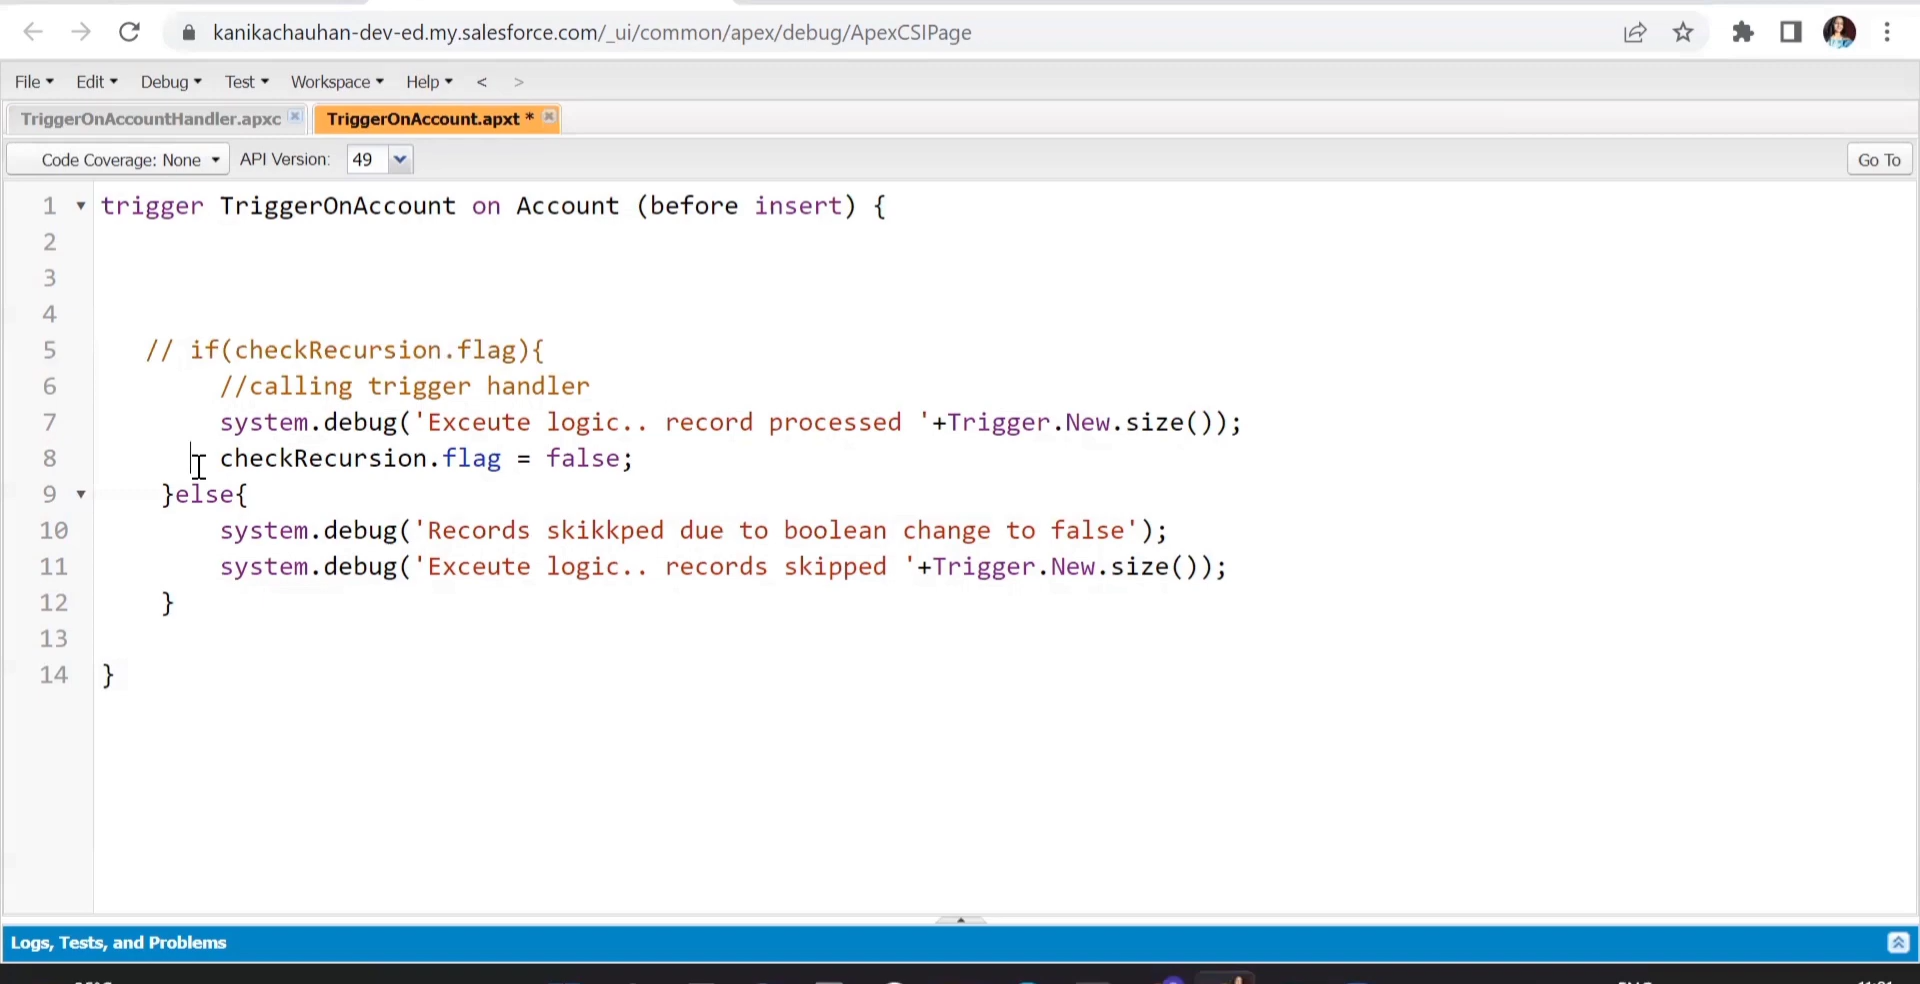 kanikachauhan-dev-ed.my.salesforce.com/_ui/common/apex/debug/ApexCSIPage
File Edit Debug Test Workspace Help < >
TriggerOnAccountHandler.apxc TriggerOnAccount.apxt *
Code Coverage: None API Version: 49 Go To
1 trigger TriggerOnAccount on Account (before insert) {
2
3
4
5 // if(checkRecursion.flag){
6 //calling trigger handler
7 system.debug('Exceute logic.. record processed '+Trigger.New.size());
8 checkRecursion.flag = false;
9 }else{
10 system.debug('Records skikkped due to boolean change to false');
11 system.debug('Exceute logic.. records skipped '+Trigger.New.size());
12 }
13
14 }
Logs, Tests, and Problems